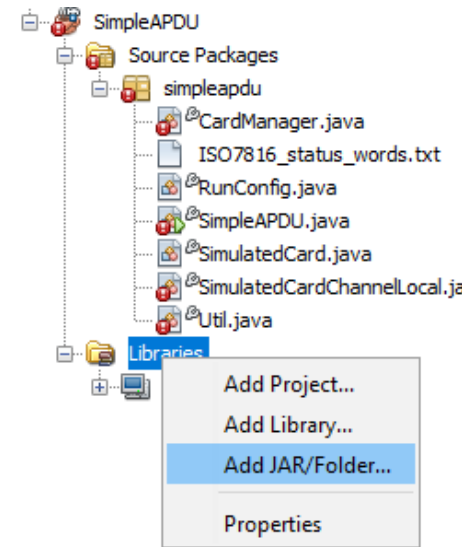 SimpleAPDU
Source Packages
simpleapdu
CardManager.java
ISO7816_status_words.txt
RunConfig.java
SimpleAPDU.java
SimulatedCard.java
SimulatedCardChannelLocal.ja
Util.java
Libraries
Add Project...
Add Library...
Add JAR/Folder...
Properties